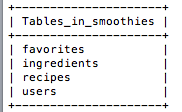 +----------------------+
| Tables_in_smoothies |
+----------------------+
| favorites |
| ingredients |
| recipes |
| users |
+----------------------+